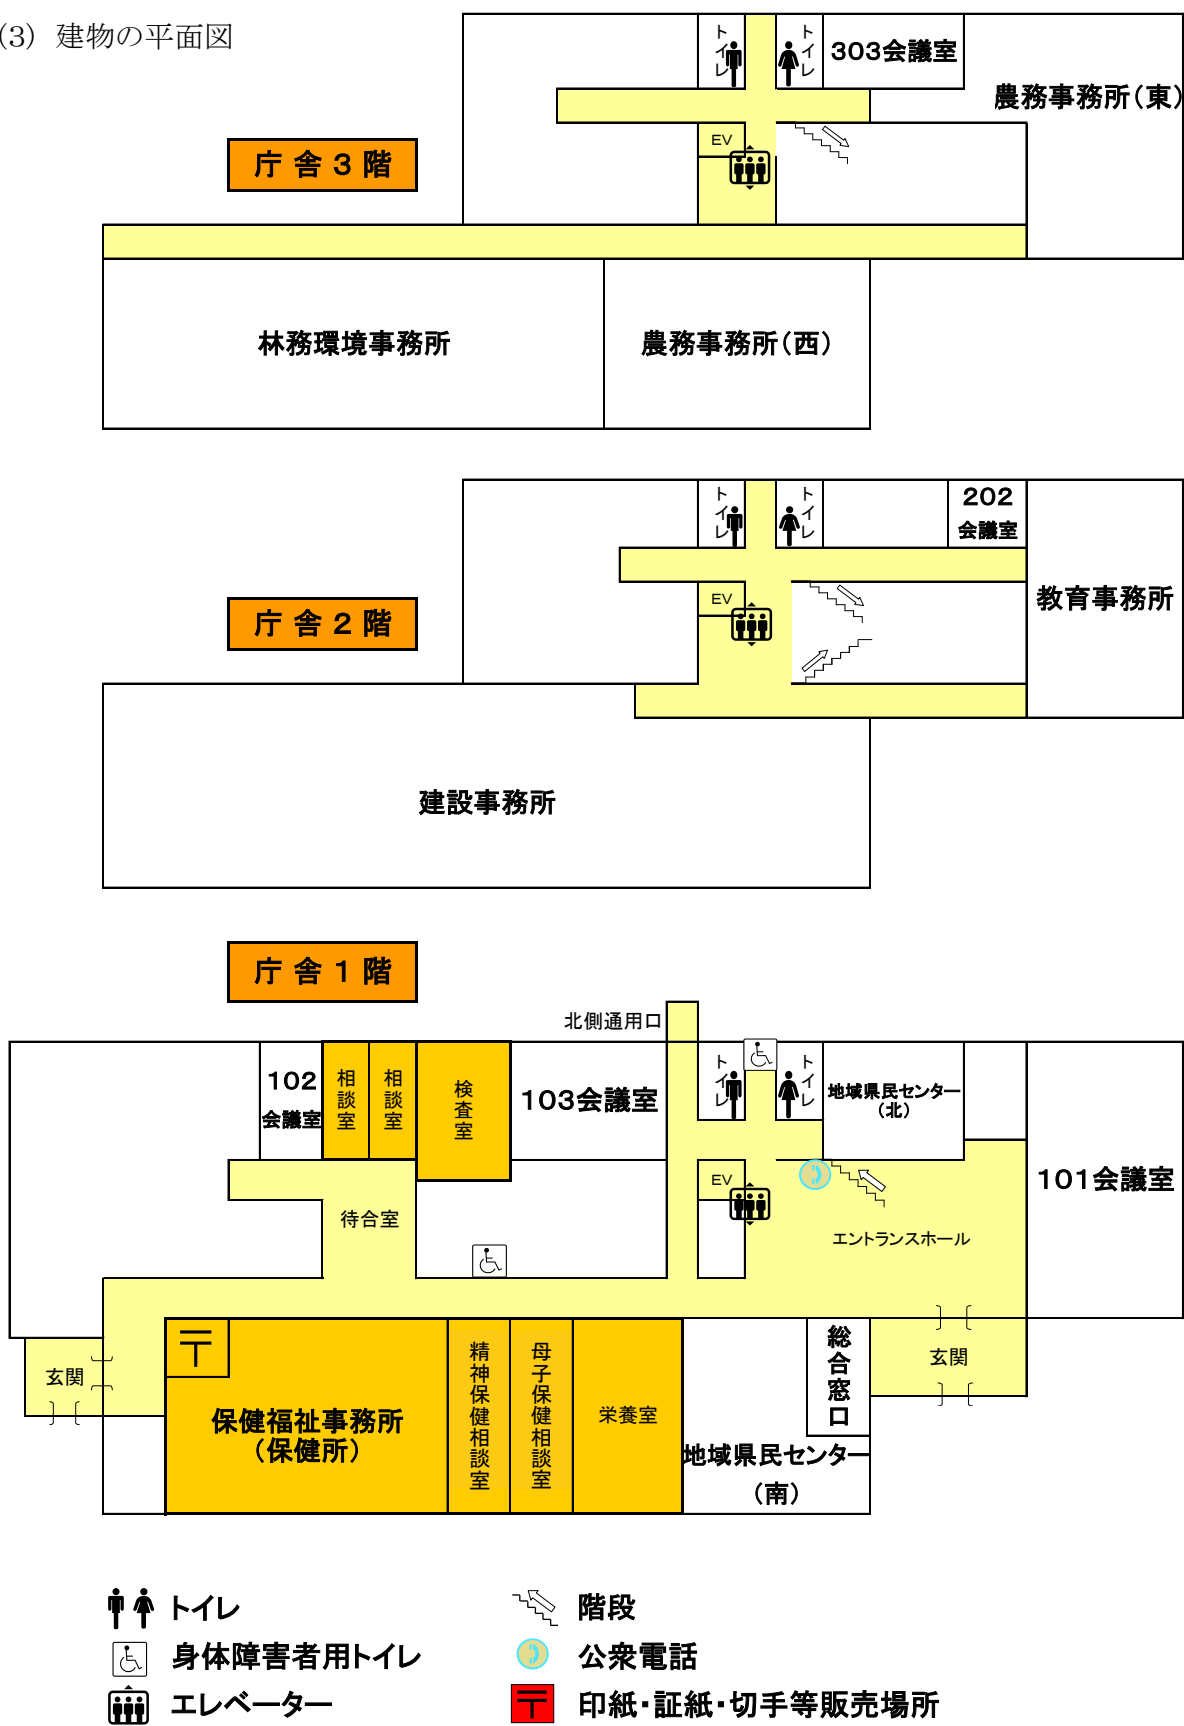 (3) 建物の平面図
トイレ
トイレ
303会議室
農務事務所(東)
EV
庁舎3階
林務環境事務所
農務事務所(西)
トイレ
トイレ
202
会議室
EV
教育事務所
庁舎2階
建設事務所
庁舎1階
北側通用口
102
会議室
相談室
相談室
検査室
103会議室
トイレ
トイレ
地域県民センター
(北)
101会議室
EV
待合室
エントランスホール
玄関
〒
保健福祉事務所
(保健所)
精神保健相談室
母子保健相談室
栄養室
総合窓口
玄関
地域県民センター
(南)
トイレ
階段
身体障害者用トイレ
公衆電話
エレベーター
〒
印紙・証紙・切手等販売場所